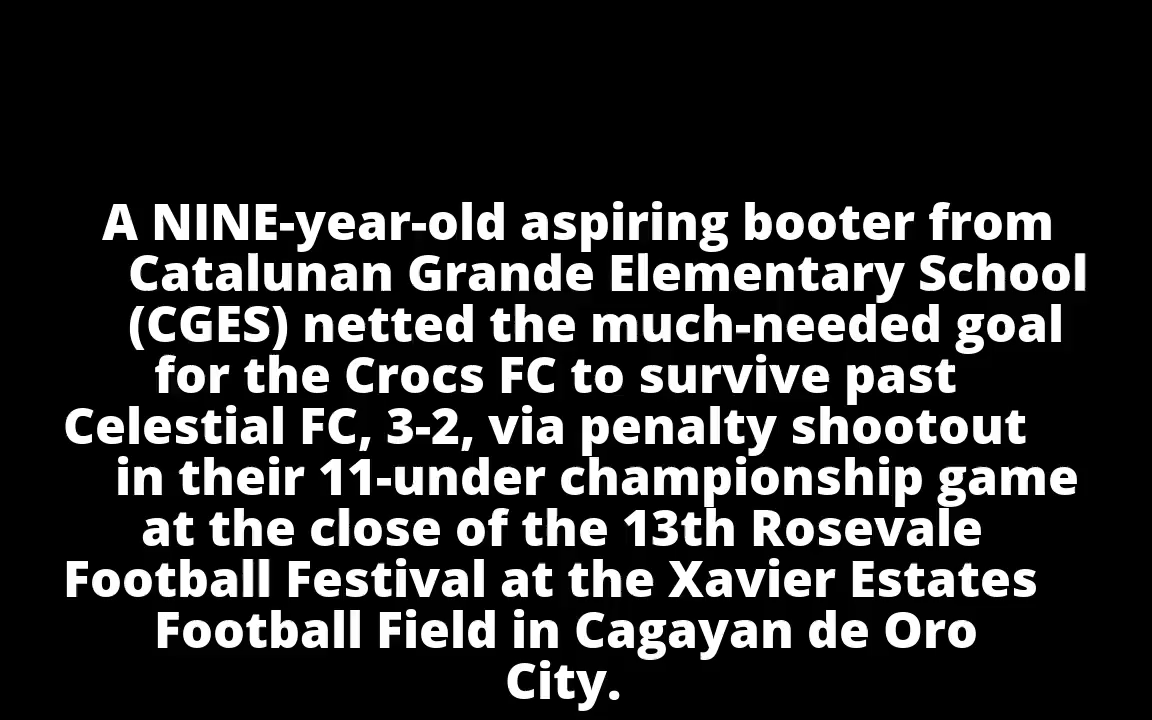 A NINE-year-old aspiring booter from
Catalunan Grande Elementary School
(CGES) netted the much-needed goal
for the Crocs FC to survive past
Celestial FC, 3-2, via penalty shootout
in their 11-under championship game
at the close of the 13th Rosevale
Football Festival at the Xavier Estates
Football Field in Cagayan de Oro
City.